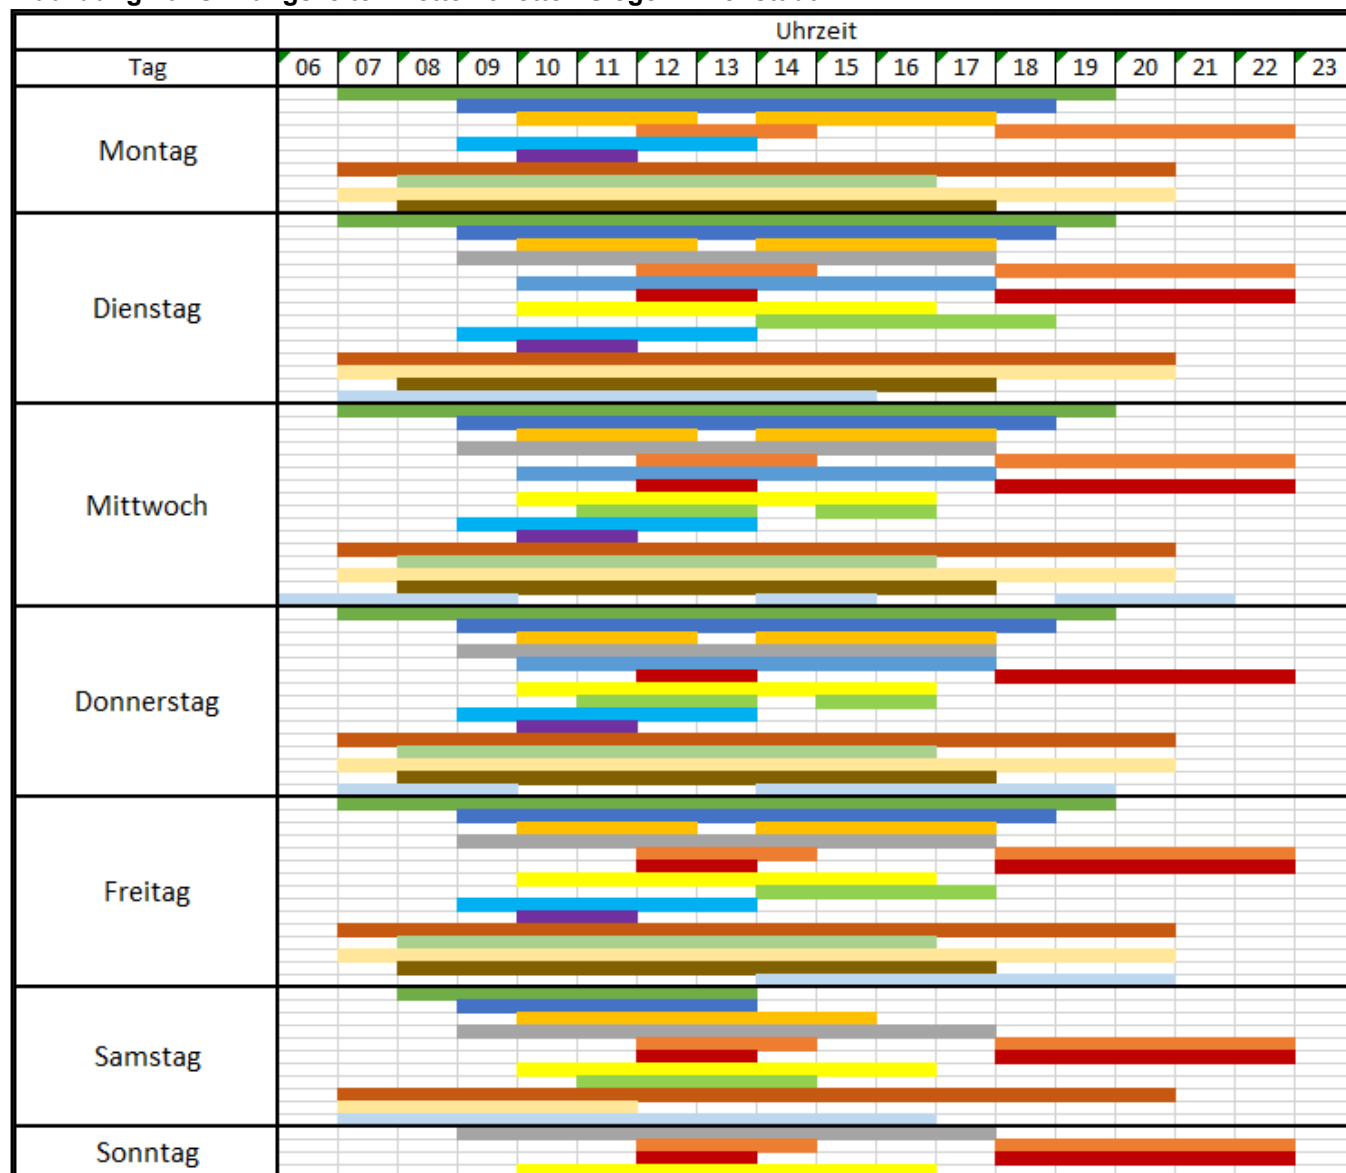 Uhrzeit
Tag 06 07 08 09 10 11 12 13 14 15 16 17 18 19 20 21 22 23
Montag
Dienstag
Mittwoch
Donnerstag
Freitag
Samstag
Sonntag